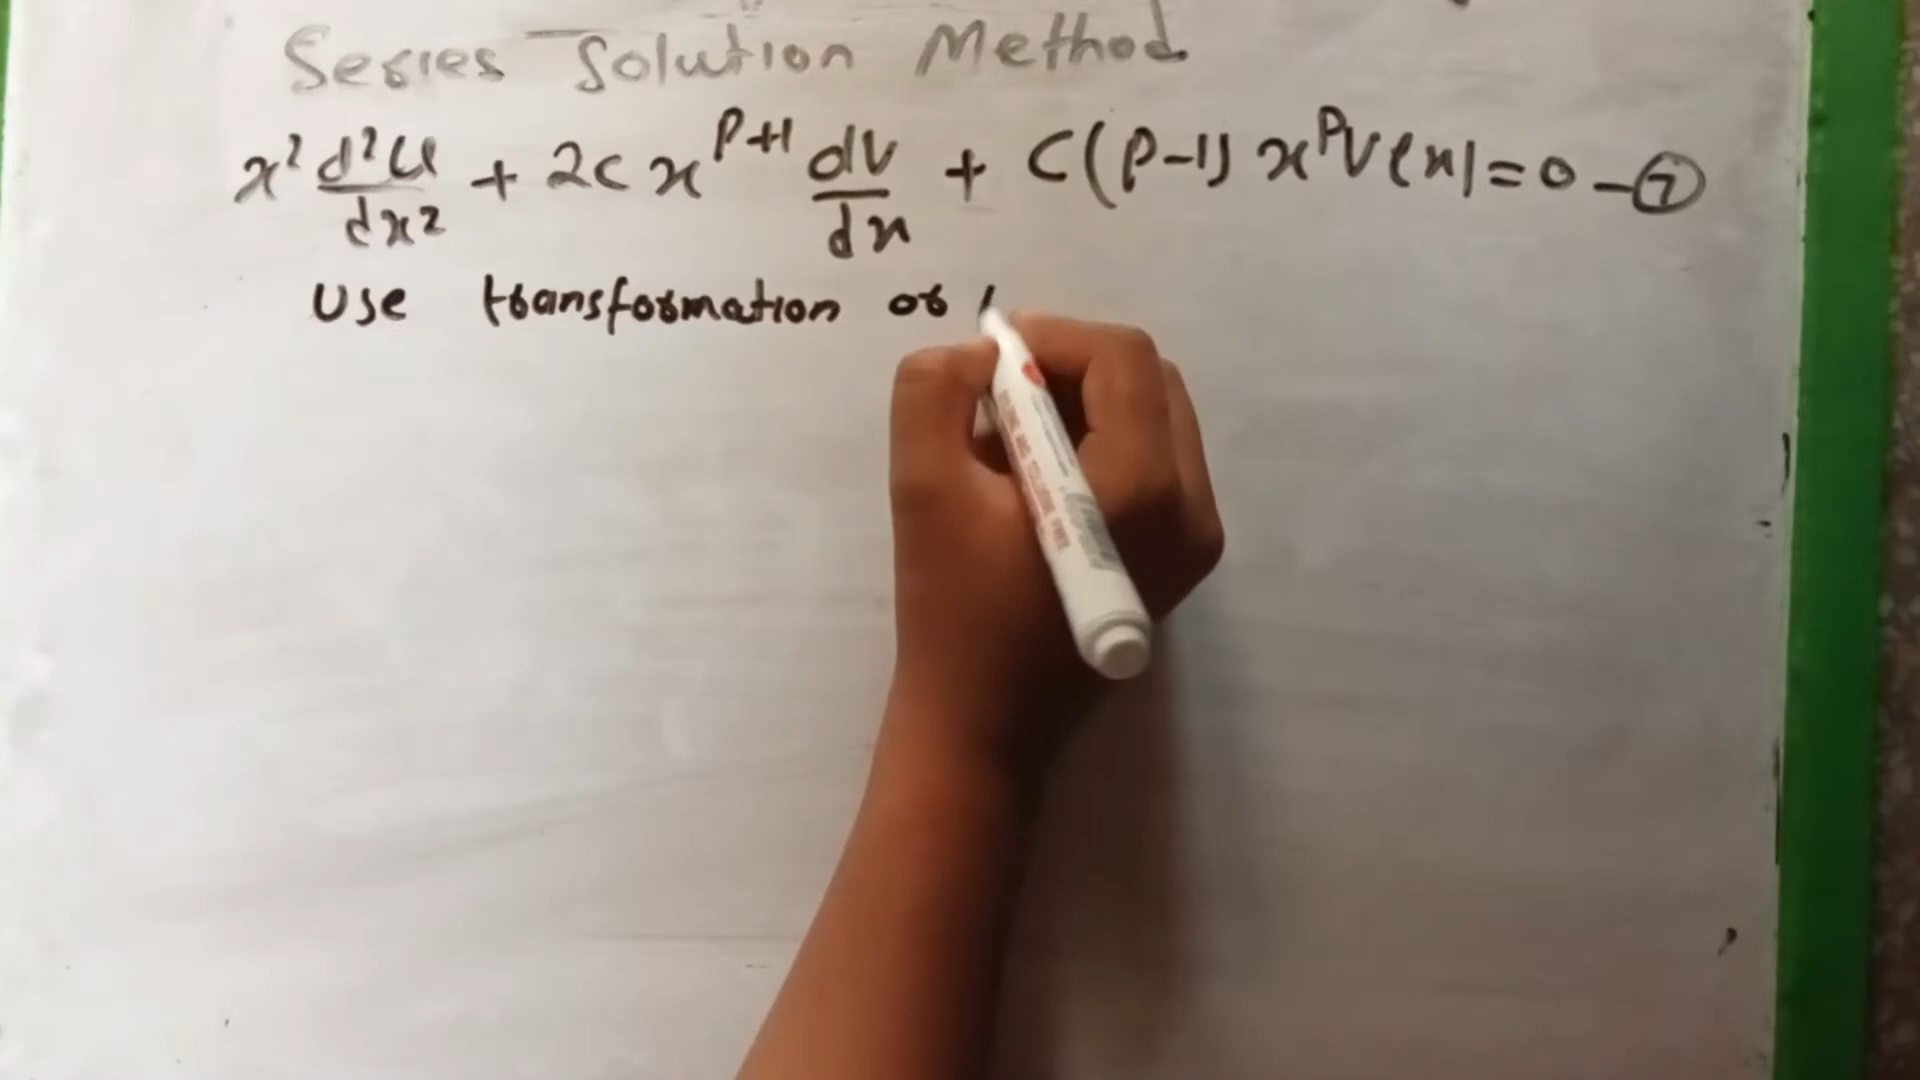 Series Solution Method
x² d²u/dx² + 2c x^(p+1) dv/dx + C(p-1) x^p V(x) = 0 - ⑦
Use transformation of